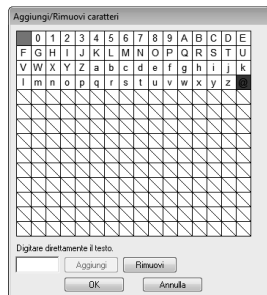 Aggiungi/Rimuovi caratteri
0 1 2 3 4 5 6 7 8 9 A B C D E
F G H I J K L M N O P Q R S T U
V W X Y Z a b c d e f g h i j k
l m n o p q r s t u v w x y z @
Digitare direttamente il testo.
Aggiungi Rimuovi
OK Annulla